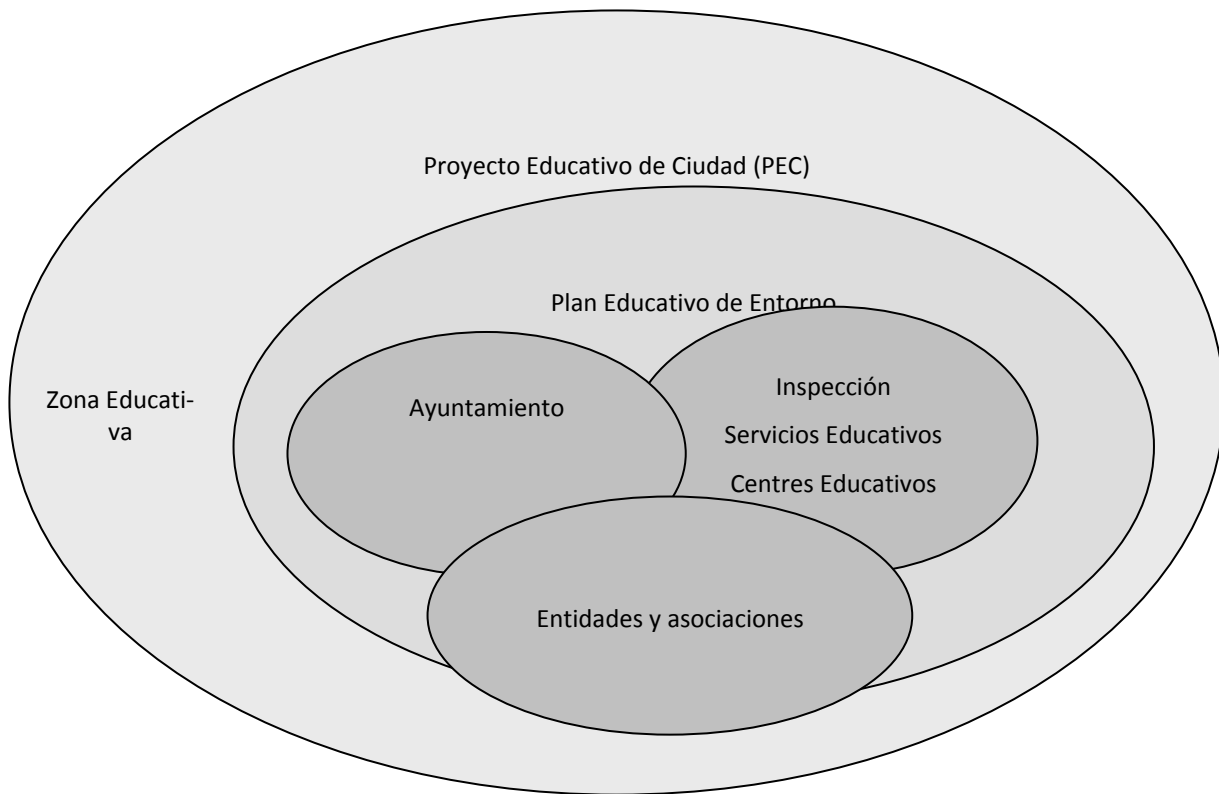 Proyecto Educativo de Ciudad (PEC)
Plan Educativo de Entorno
Zona Educati-
va
Ayuntamiento
Inspección
Servicios Educativos
Centres Educativos
Entidades y asociaciones